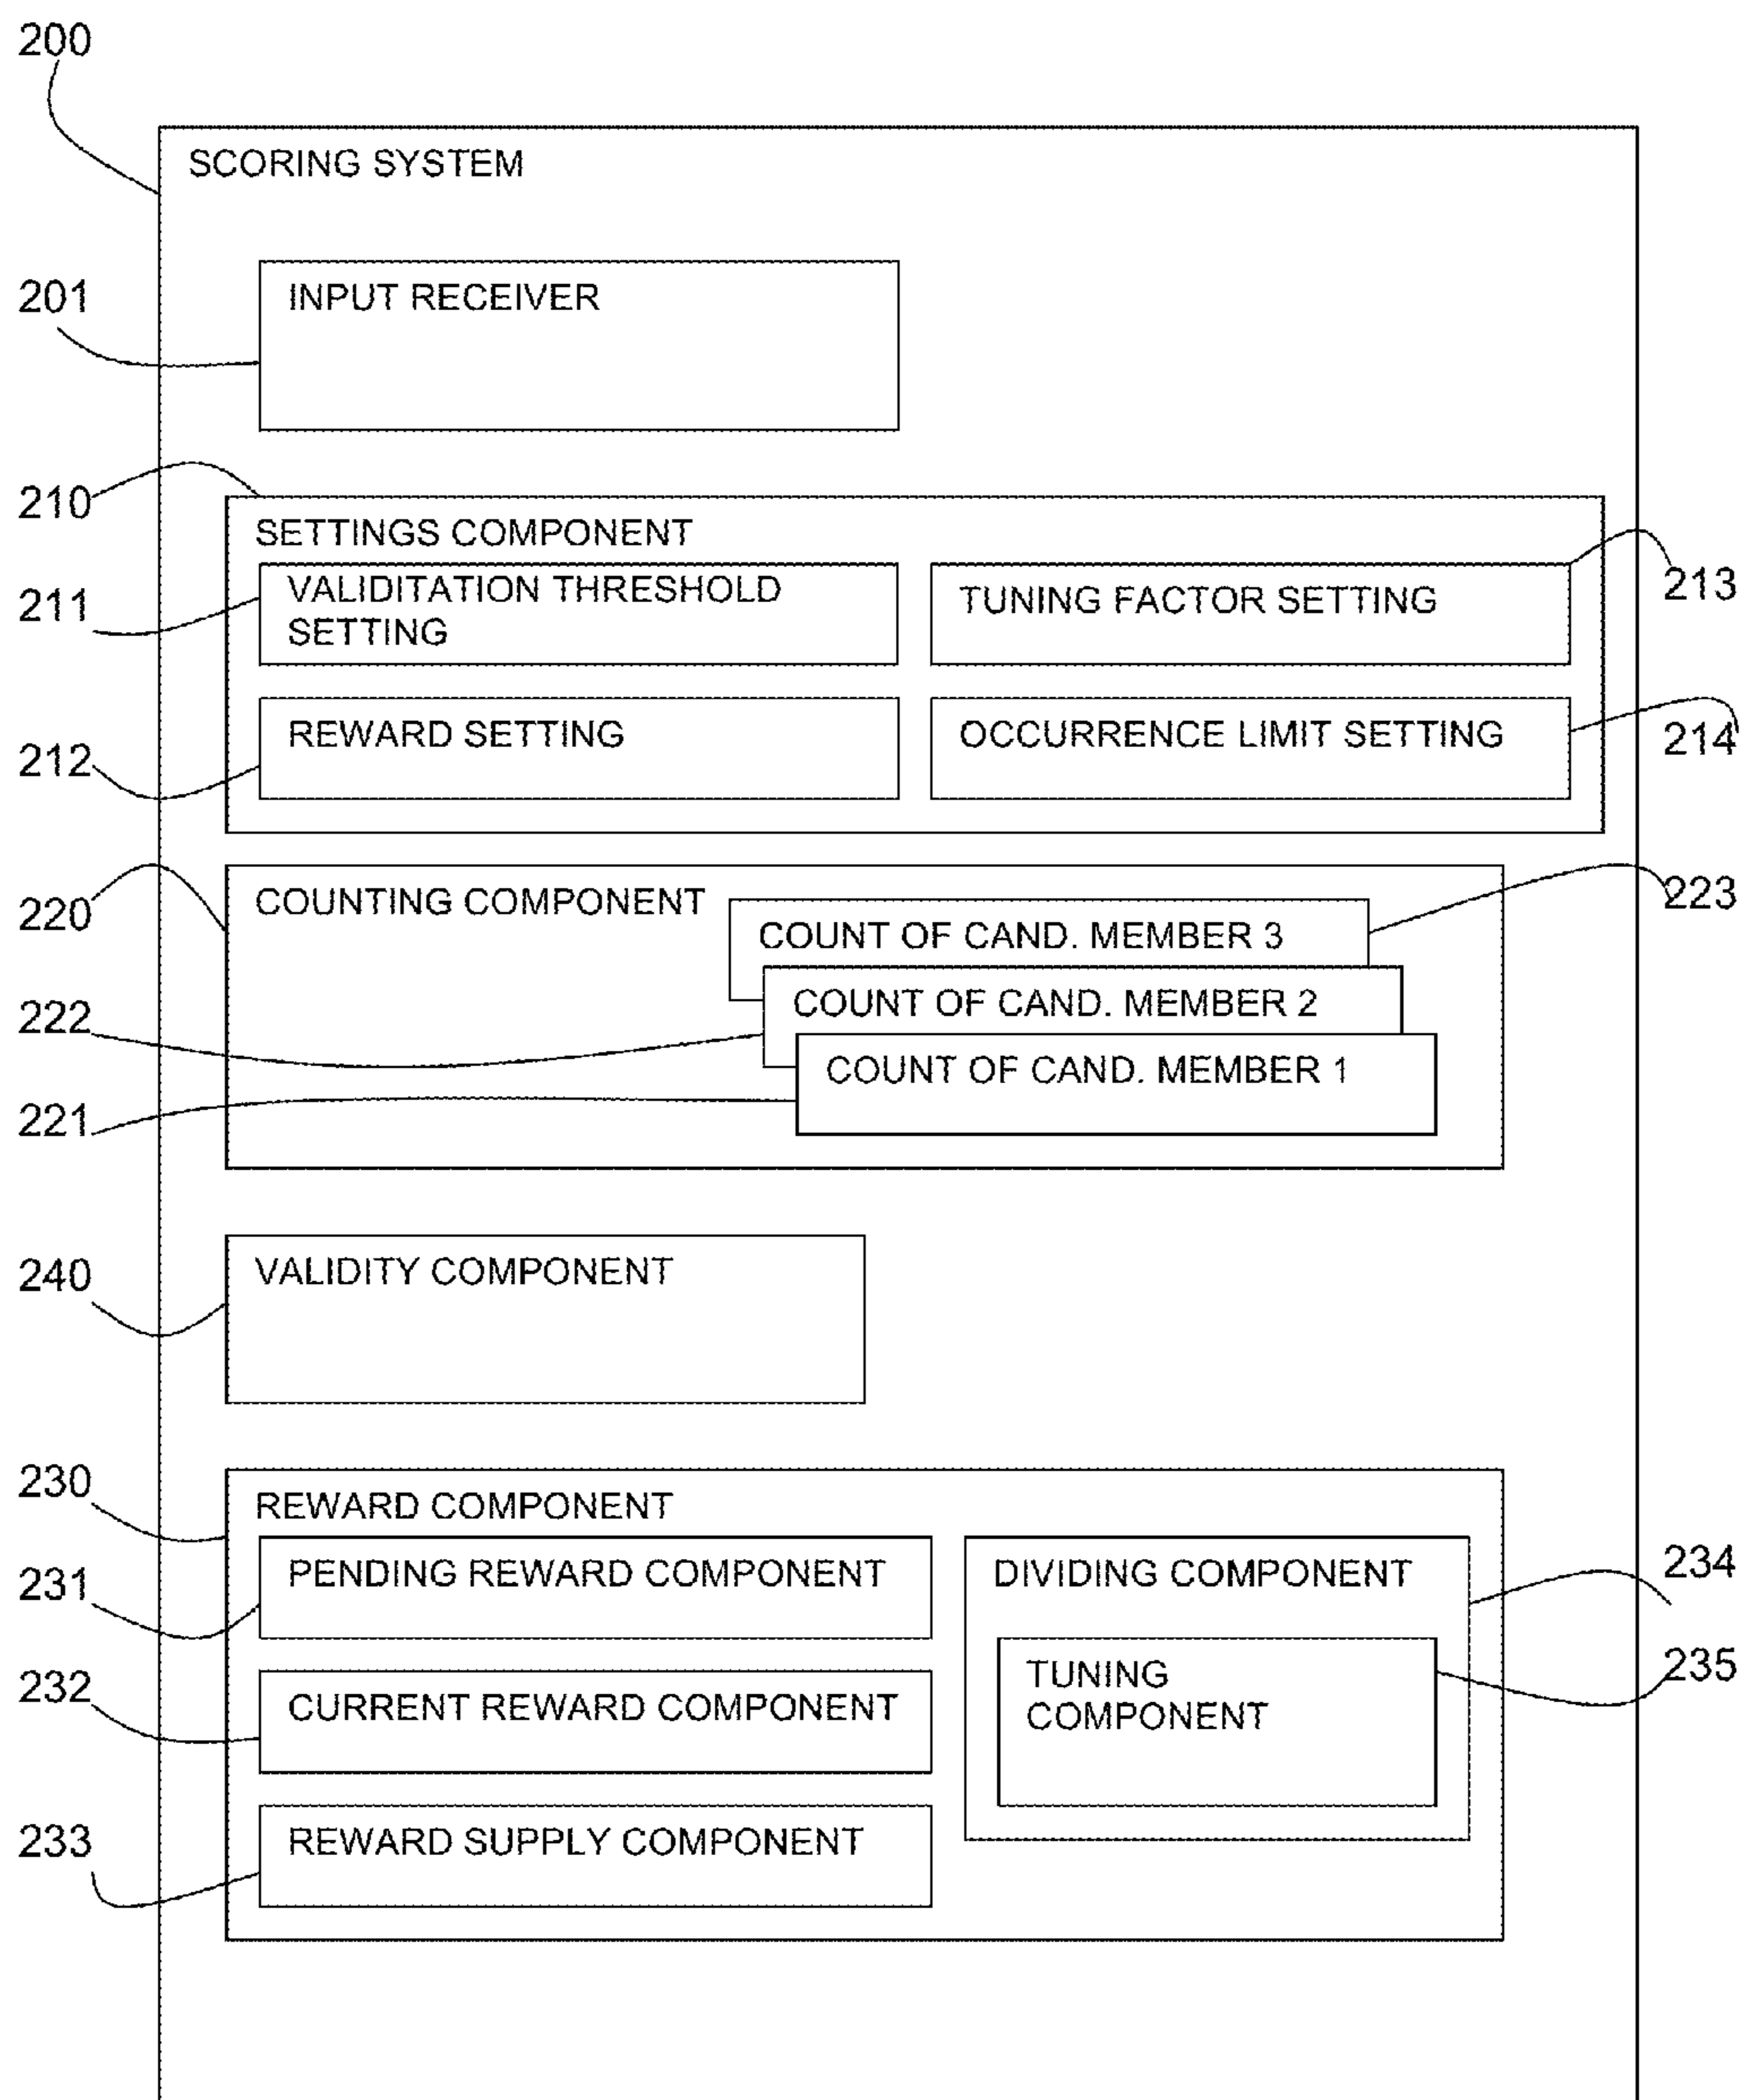 200
SCORING SYSTEM
201
INPUT RECEIVER
210
SETTINGS COMPONENT
211
VALIDITATION THRESHOLD
SETTING
TUNING FACTOR SETTING
213
212
REWARD SETTING
OCCURRENCE LIMIT SETTING
214
220
COUNTING COMPONENT
223
COUNT OF CAND. MEMBER 3
222
COUNT OF CAND. MEMBER 2
221
COUNT OF CAND. MEMBER 1
240
VALIDITY COMPONENT
230
REWARD COMPONENT
231
PENDING REWARD COMPONENT
DIVIDING COMPONENT
234
232
CURRENT REWARD COMPONENT
TUNING
COMPONENT
235
233
REWARD SUPPLY COMPONENT